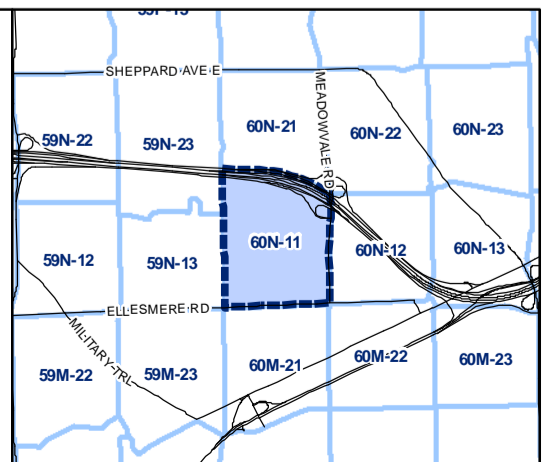 SHEPPARD AVE E
MEADOWVALE RD
60N-21
60N-22
60N-23
59N-22
59N-23
59N-12
59N-13
60N-11
60N-12
60N-13
ELLESMERE RD
MILITARY TRL
59M-22
59M-23
60M-21
60M-22
60M-23